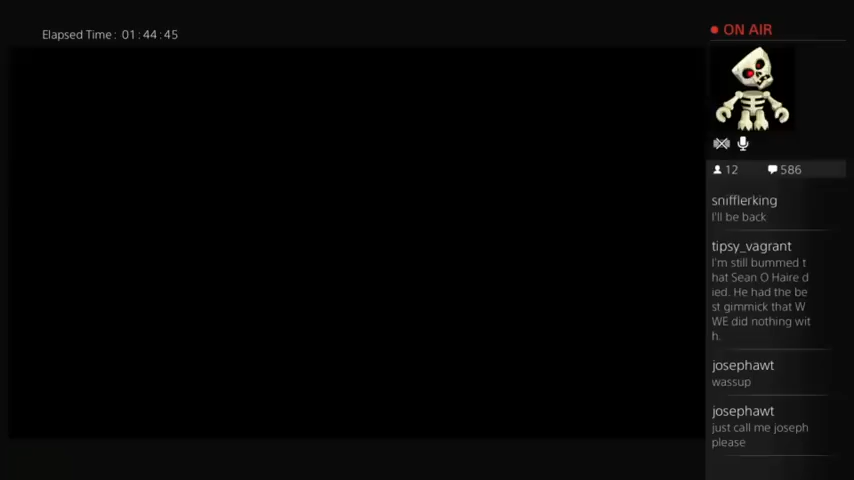 Elapsed Time : 01:44:45
ON AIR
12 586
snifflerking
I'll be back
tipsy_vagrant
I'm still bummed t
hat Sean O Haire d
ied. He had the be
st gimmick that W
WE did nothing wit
h.
josephawt
wassup
josephawt
just call me joseph
please